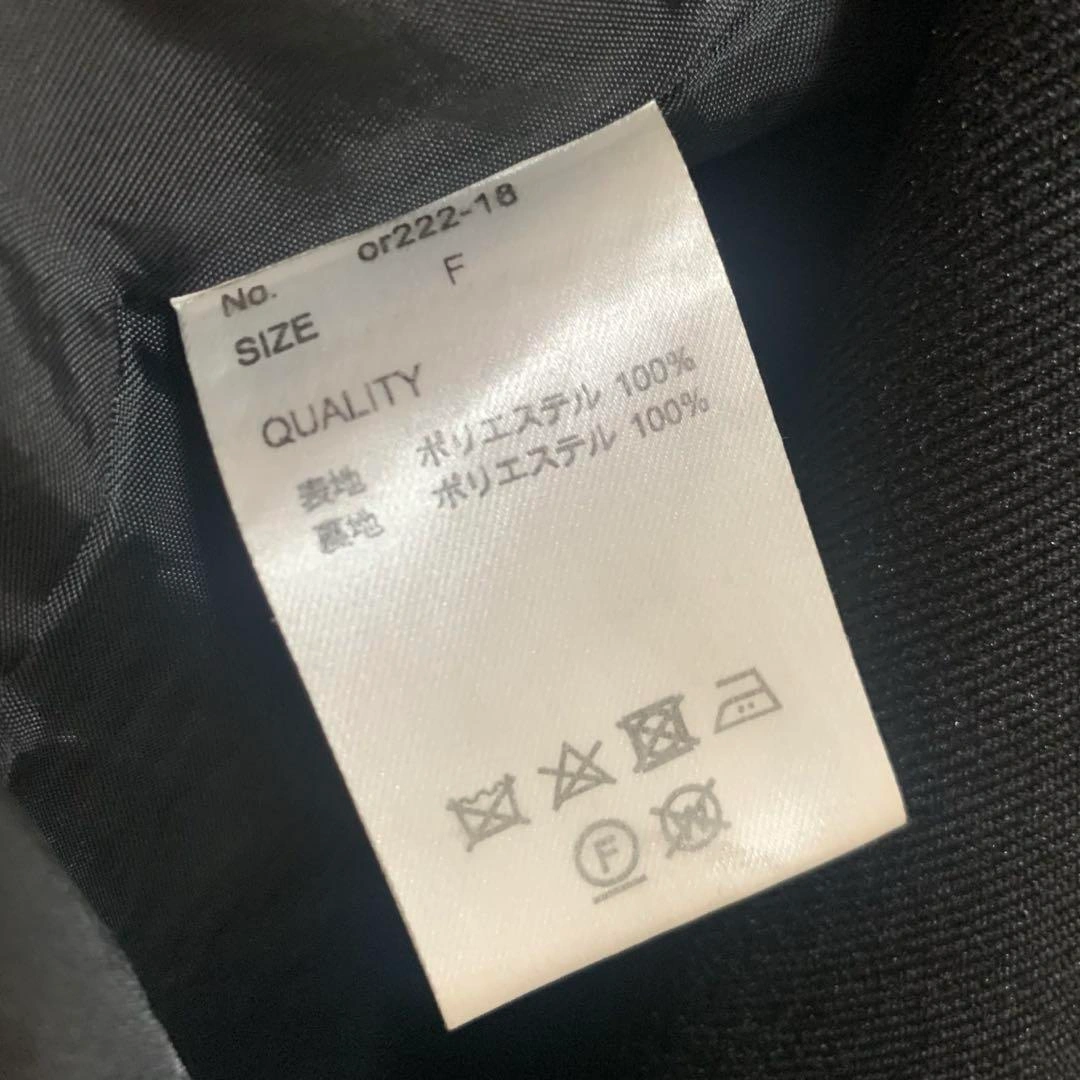 No. or222-18
SIZE F
QUALITY
表地 ポリエステル 100%
裏地 ポリエステル 100%
F
W